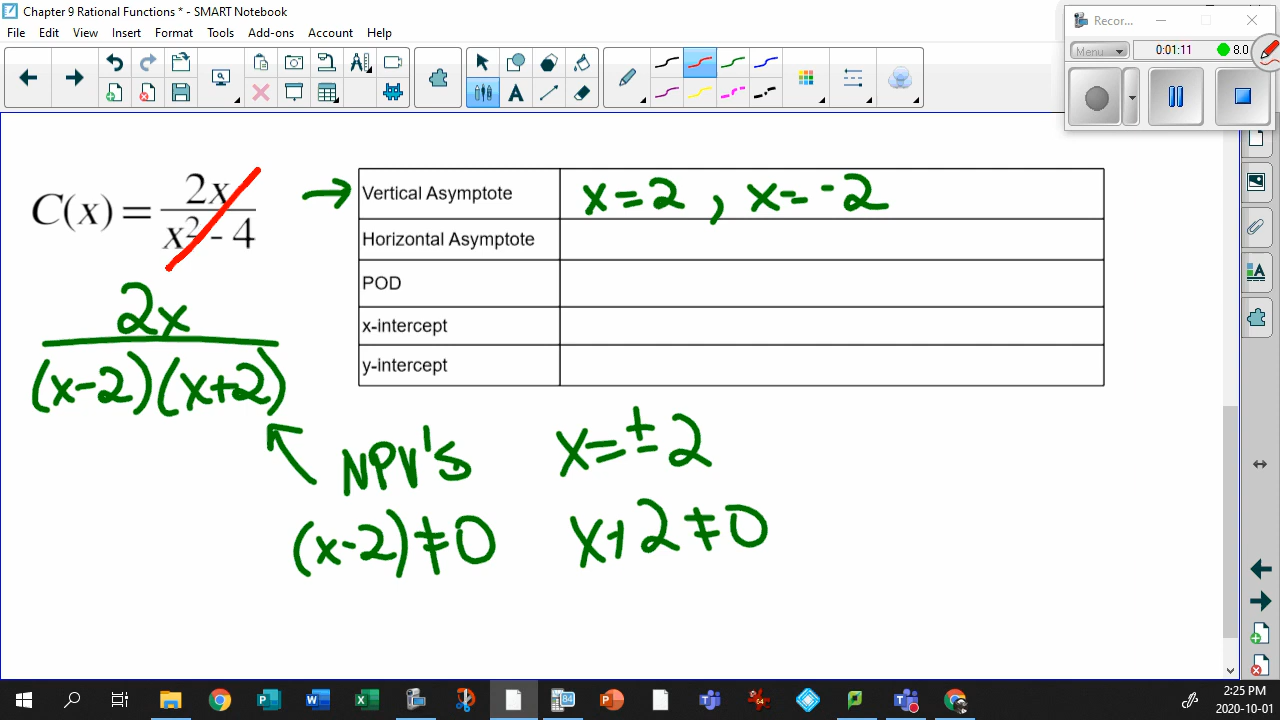 Chapter 9 Rational Functions * - SMART Notebook
File Edit View Insert Format Tools Add-ons Account Help
Recor...
Menu
0:01:11
8.0
C(x) = 2x / x² - 4
2x
(x-2)(x+2)
Vertical Asymptote x=2 , x=-2
Horizontal Asymptote
POD
x-intercept
y-intercept
NPV's x=±2
(x-2)≠0 x+2≠0
2:25 PM
2020-10-01